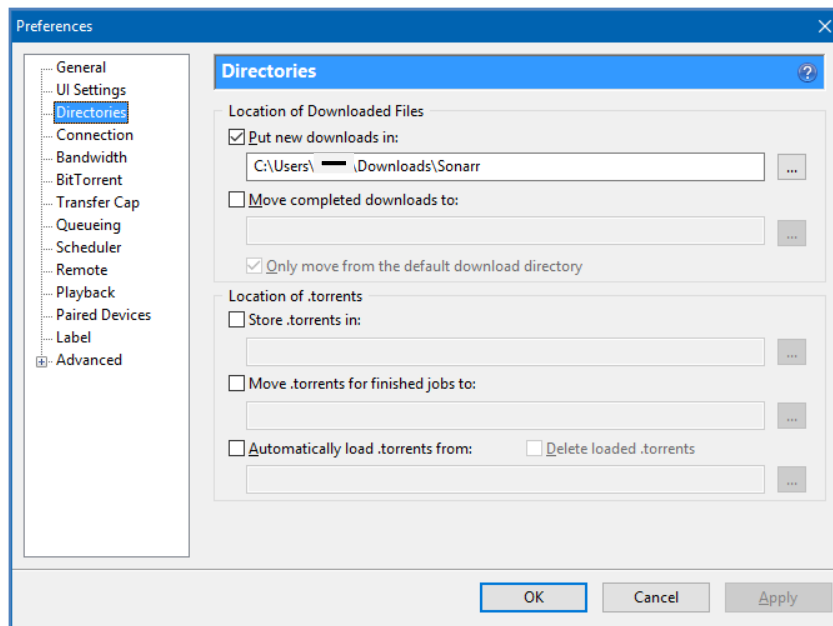 Preferences
General
UI Settings
Directories
Connection
Bandwidth
BitTorrent
Transfer Cap
Queueing
Scheduler
Remote
Playback
Paired Devices
Label
Advanced
Directories
Location of Downloaded Files
Put new downloads in:
C:\Users\ \Downloads\Sonarr
...
Move completed downloads to:
...
Only move from the default download directory
Location of .torrents
Store .torrents in:
...
Move .torrents for finished jobs to:
...
Automatically load .torrents from: Delete loaded .torrents
...
OK Cancel Apply